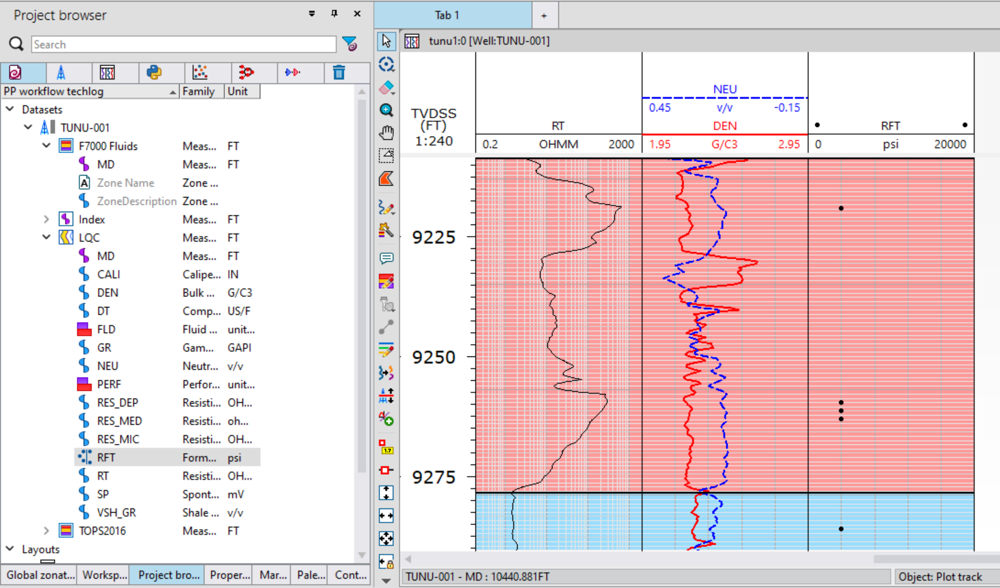 Project browser
Search
PP workflow techlog Family Unit
Datasets
TUNU-001
F7000 Fluids Meas... FT
MD Meas... FT
A Zone Name Zone ...
ZoneDescription Zone ...
Index Meas... FT
LQC Meas... FT
MD Meas... FT
CALI Calipe... IN
DEN Bulk ... G/C3
DT Comp... US/F
FLD Fluid ... unit...
GR Gam... GAPI
NEU Neutr... v/v
PERF Perfor... unit...
RES_DEP Resisti... OH...
RES_MED Resisti... oh...
RES_MIC Resisti... OH...
RFT Form... psi
RT Resisti... OH...
SP Spont... mV
VSH_GR Shale ... v/v
TOPS2016 Meas... FT
Layouts
Global zonat... Worksp... Project bro... Proper... Mar... Pale... Cont...
Tab 1 +
tunu1:0 [Well:TUNU-001]
1.7
TVDSS
(FT)
1:240
RT
0.2 OHMM 2000
NEU
0.45 v/v -0.15
DEN
1.95 G/C3 2.95
RFT
0 psi 20000
9225
9250
9275
TUNU-001 - MD : 10440.881FT
Object: Plot track